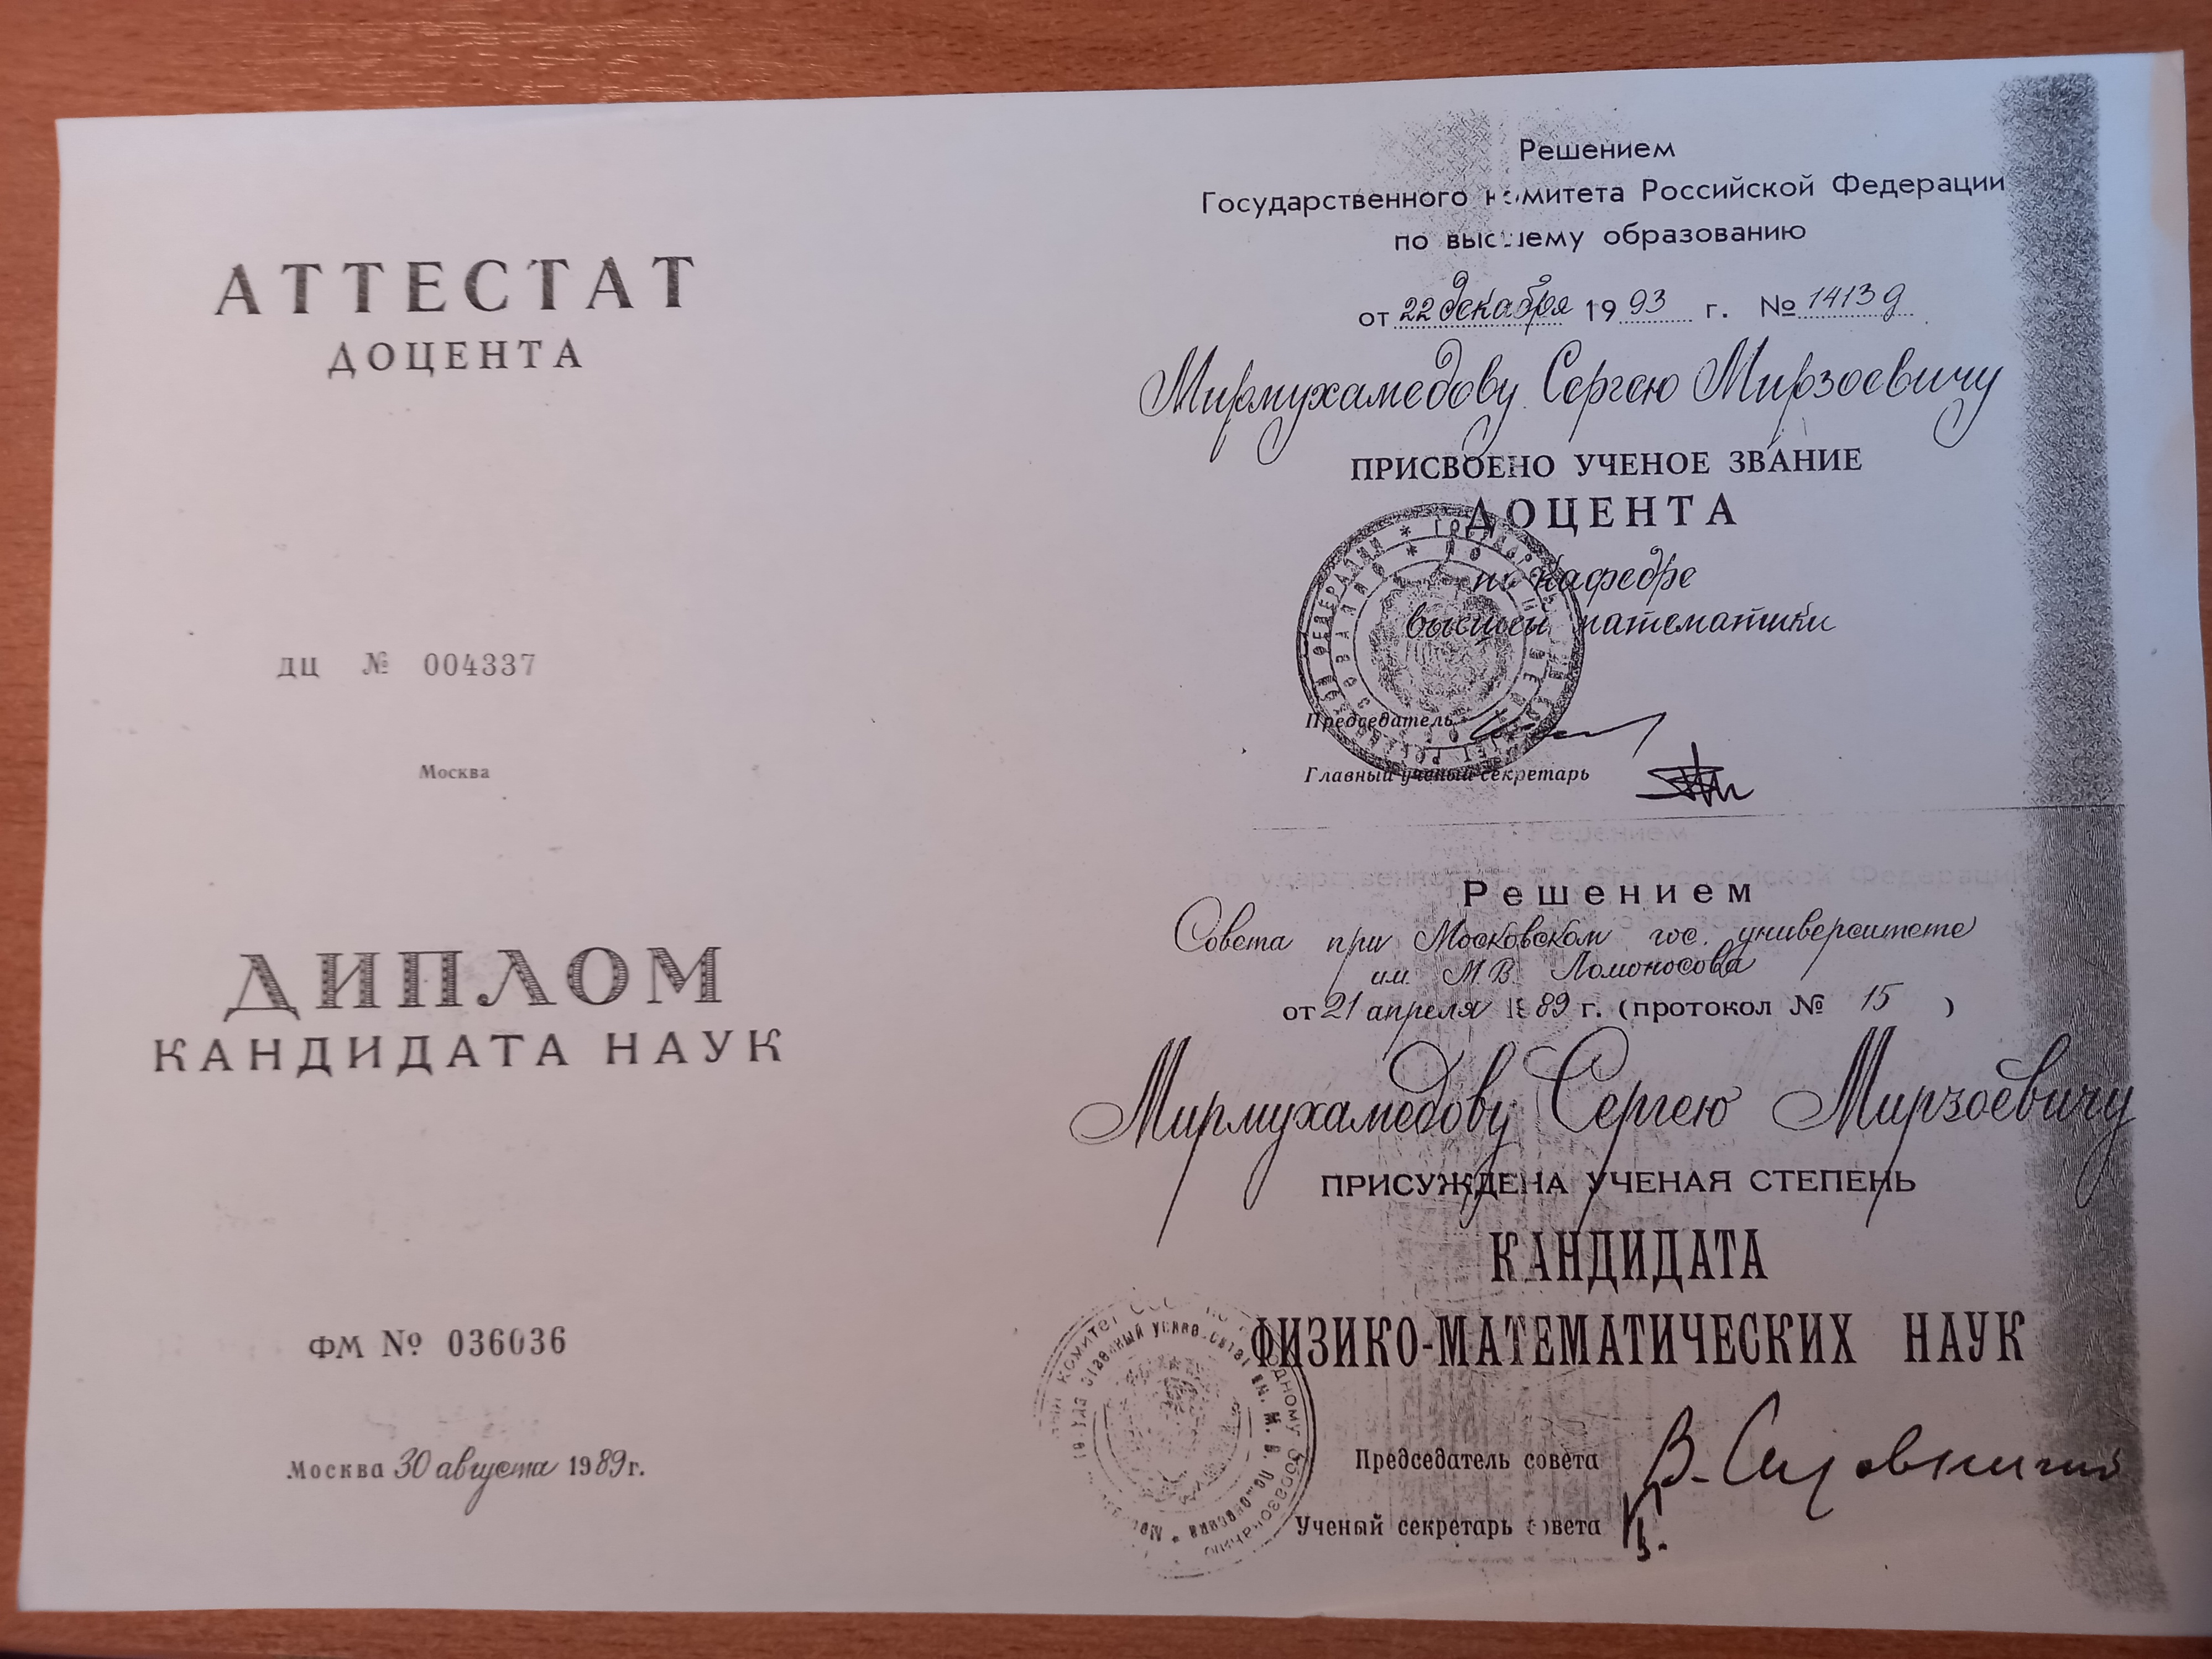 АТТЕСТАТ
ДОЦЕНТА
ДЦ № 004337
Москва
Решением
Государственного комитета Российской Федерации
по высшему образованию
от 22 декабря 1993 г. № 1413д
Мирмухамедову Сергею Мирзоевичу
ПРИСВОЕНО УЧЕНОЕ ЗВАНИЕ
ДОЦЕНТА
по кафедре
высшей математики
Председатель
Главный ученый секретарь
ДИПЛОМ
КАНДИДАТА НАУК
ФМ № 036036
Москва 30 августа 1989 г.
Решением
Совета при Московском гос. университете
им. М.В. Ломоносова
от 21 апреля 1989 г. (протокол № 15 )
Мирмухамедову Сергею Мирзоевичу
ПРИСУЖДЕНА УЧЕНАЯ СТЕПЕНЬ
КАНДИДАТА
ФИЗИКО-МАТЕМАТИЧЕСКИХ НАУК
Председатель совета
Ученый секретарь совета